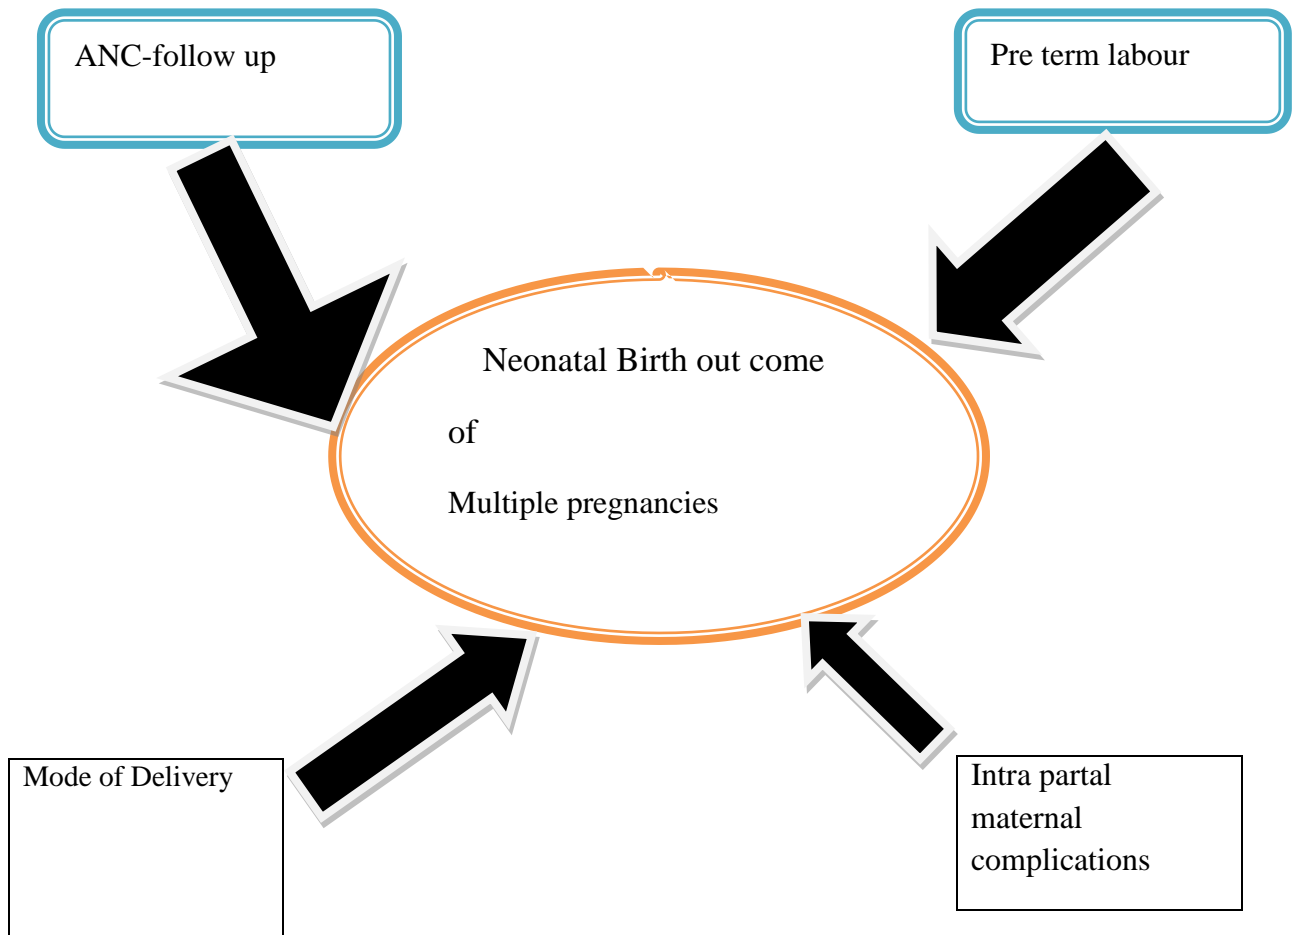 ANC-follow up
Pre term labour
Neonatal Birth out come
of
Multiple pregnancies
Mode of Delivery
Intra partal
maternal
complications